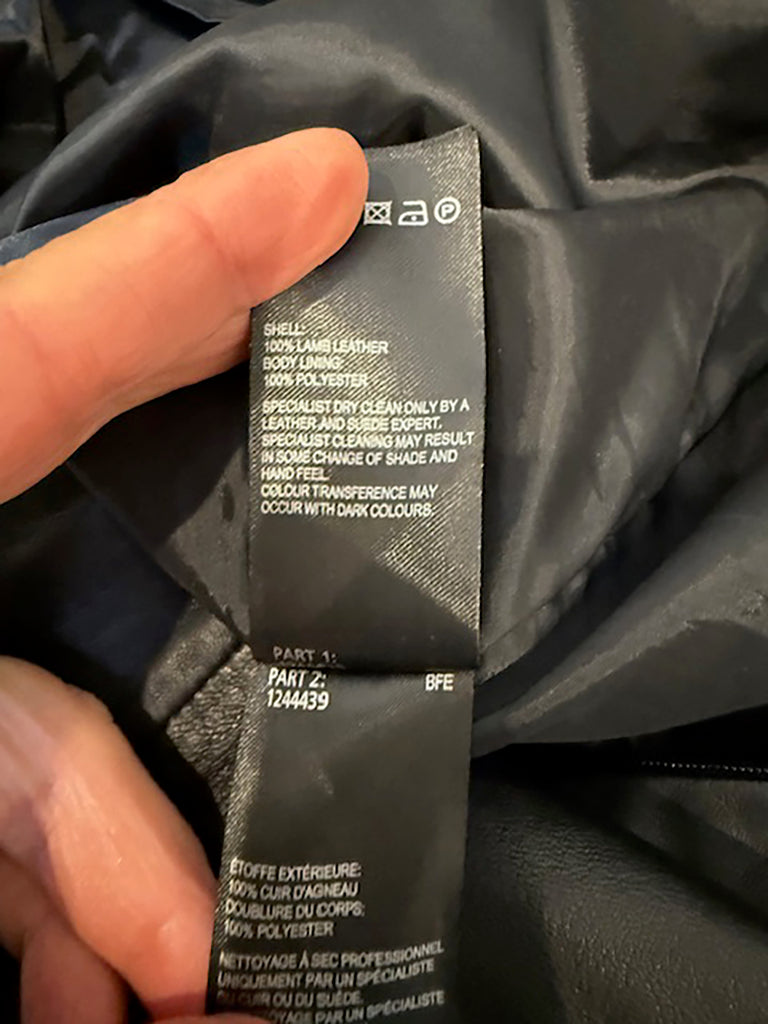 P
SHELL:
100% LAMB LEATHER
BODY LINING:
100% POLYESTER
SPECIALIST DRY CLEAN ONLY BY A
LEATHER AND SUEDE EXPERT.
SPECIALIST CLEANING MAY RESULT
IN SOME CHANGE OF SHADE AND
HAND FEEL.
COLOUR TRANSFERENCE MAY
OCCUR WITH DARK COLOURS.
PART 1:
PART 2: BFE
1244439
ÉTOFFE EXTÉRIEURE:
100% CUIR D'AGNEAU
DOUBLURE DU CORPS:
100% POLYESTER
NETTOYAGE À SEC PROFESSIONNEL
UNIQUEMENT PAR UN SPÉCIALISTE
DU CUIR OU DU SUÈDE.
PAR UN SPÉCIALISTE